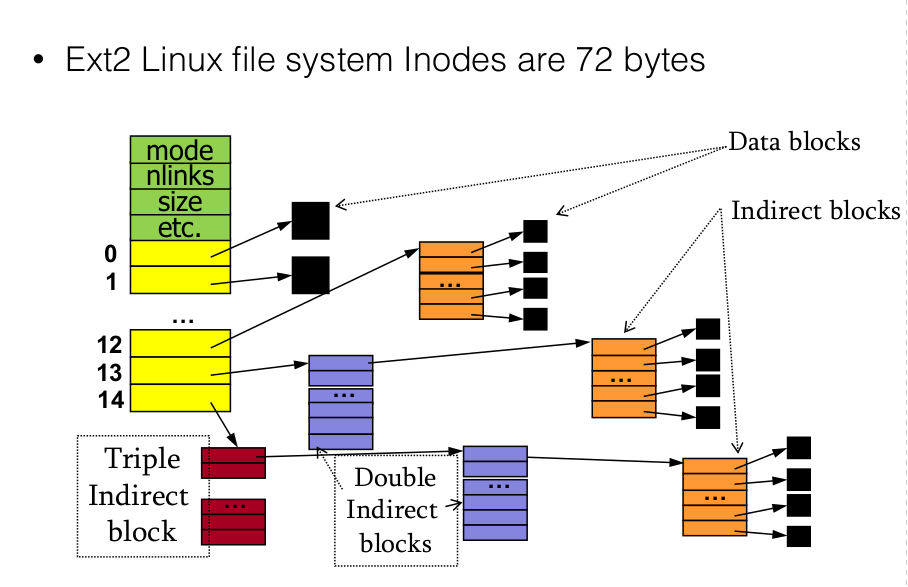 • Ext2 Linux file system Inodes are 72 bytes
mode
nlinks
size
etc.
0
1
...
12
13
14
Data blocks
Indirect blocks
...
...
...
...
...
...
Triple
Indirect
block
Double
Indirect
blocks